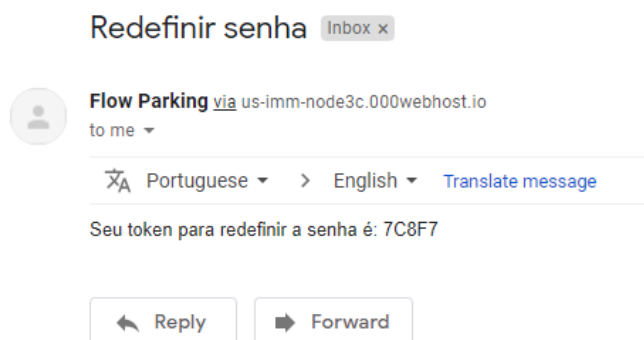 Redefinir senha Inbox x
Flow Parking via us-imm-node3c.000webhost.io
to me
Portuguese > English Translate message
Seu token para redefinir a senha é: 7C8F7
Reply Forward